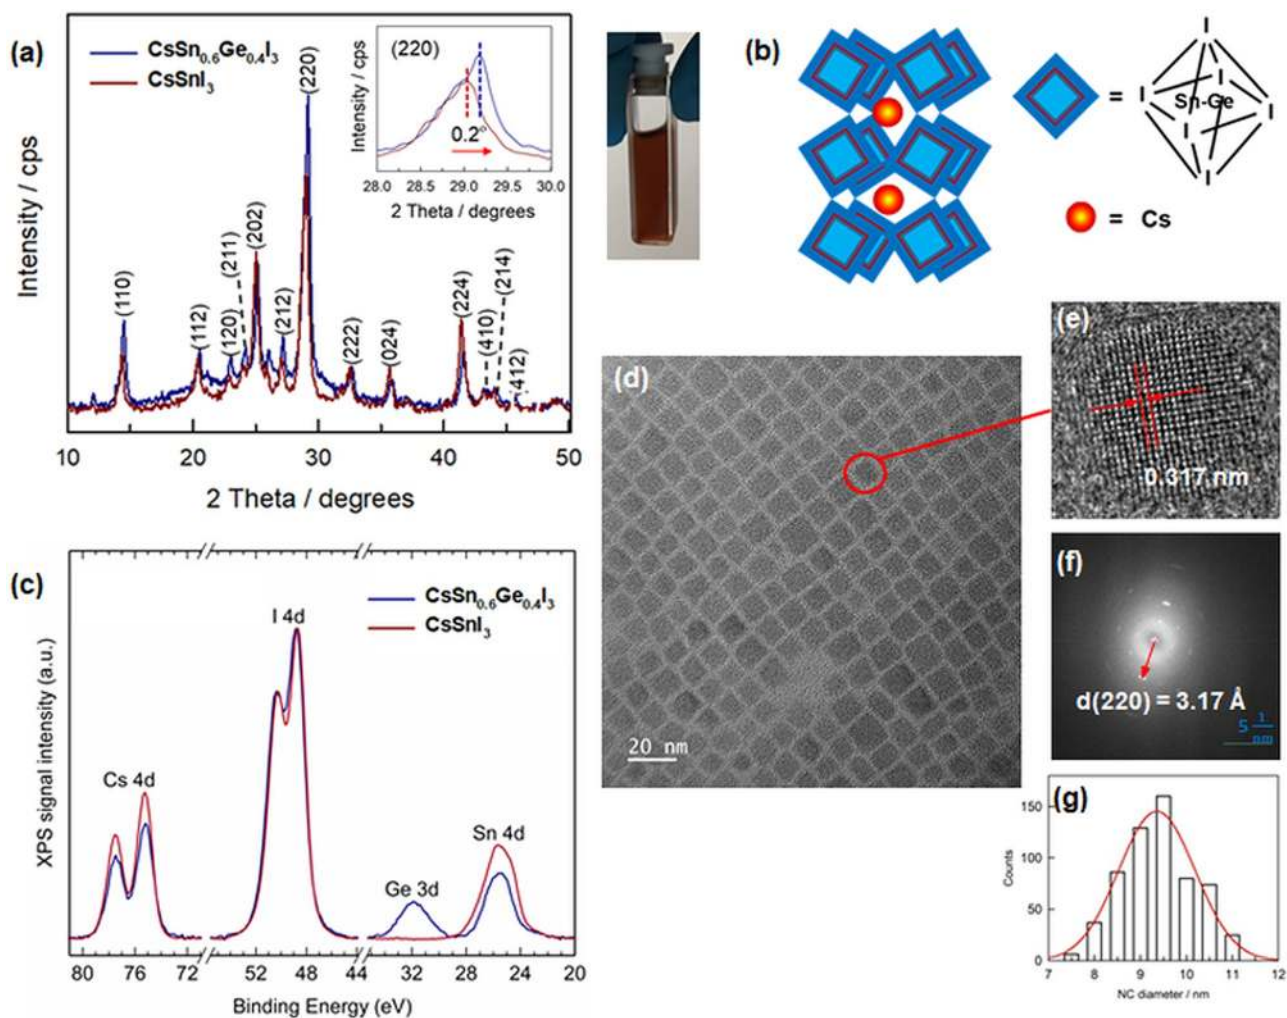 (a)
CsSn0.6Ge0.4I3
CsSnI3
(220)
(220)
Intensity / cps
0.2°
28.0 28.5 29.0 29.5 30.0
2 Theta / degrees
Intensity / cps
(110)
(112)
(120)
(211)
(202)
(212)
(222)
(024)
(224)
(410)
(214)
(412)
10 20 30 40 50
2 Theta / degrees
(b)
I
I I I
Sn-Ge
I I
I
= 
= Cs
(c)
CsSn0.6Ge0.4I3
CsSnI3
I 4d
Cs 4d
Ge 3d
Sn 4d
XPS signal intensity (a.u.)
80 76 72 52 48 44 32 28 24 20
Binding Energy (eV)
(d)
20 nm
(e)
0.317 nm
(f)
d(220) = 3.17 Å
5 1/nm
(g)
150
100
50
0
Counts
7 8 9 10 11 12
NC diameter / nm